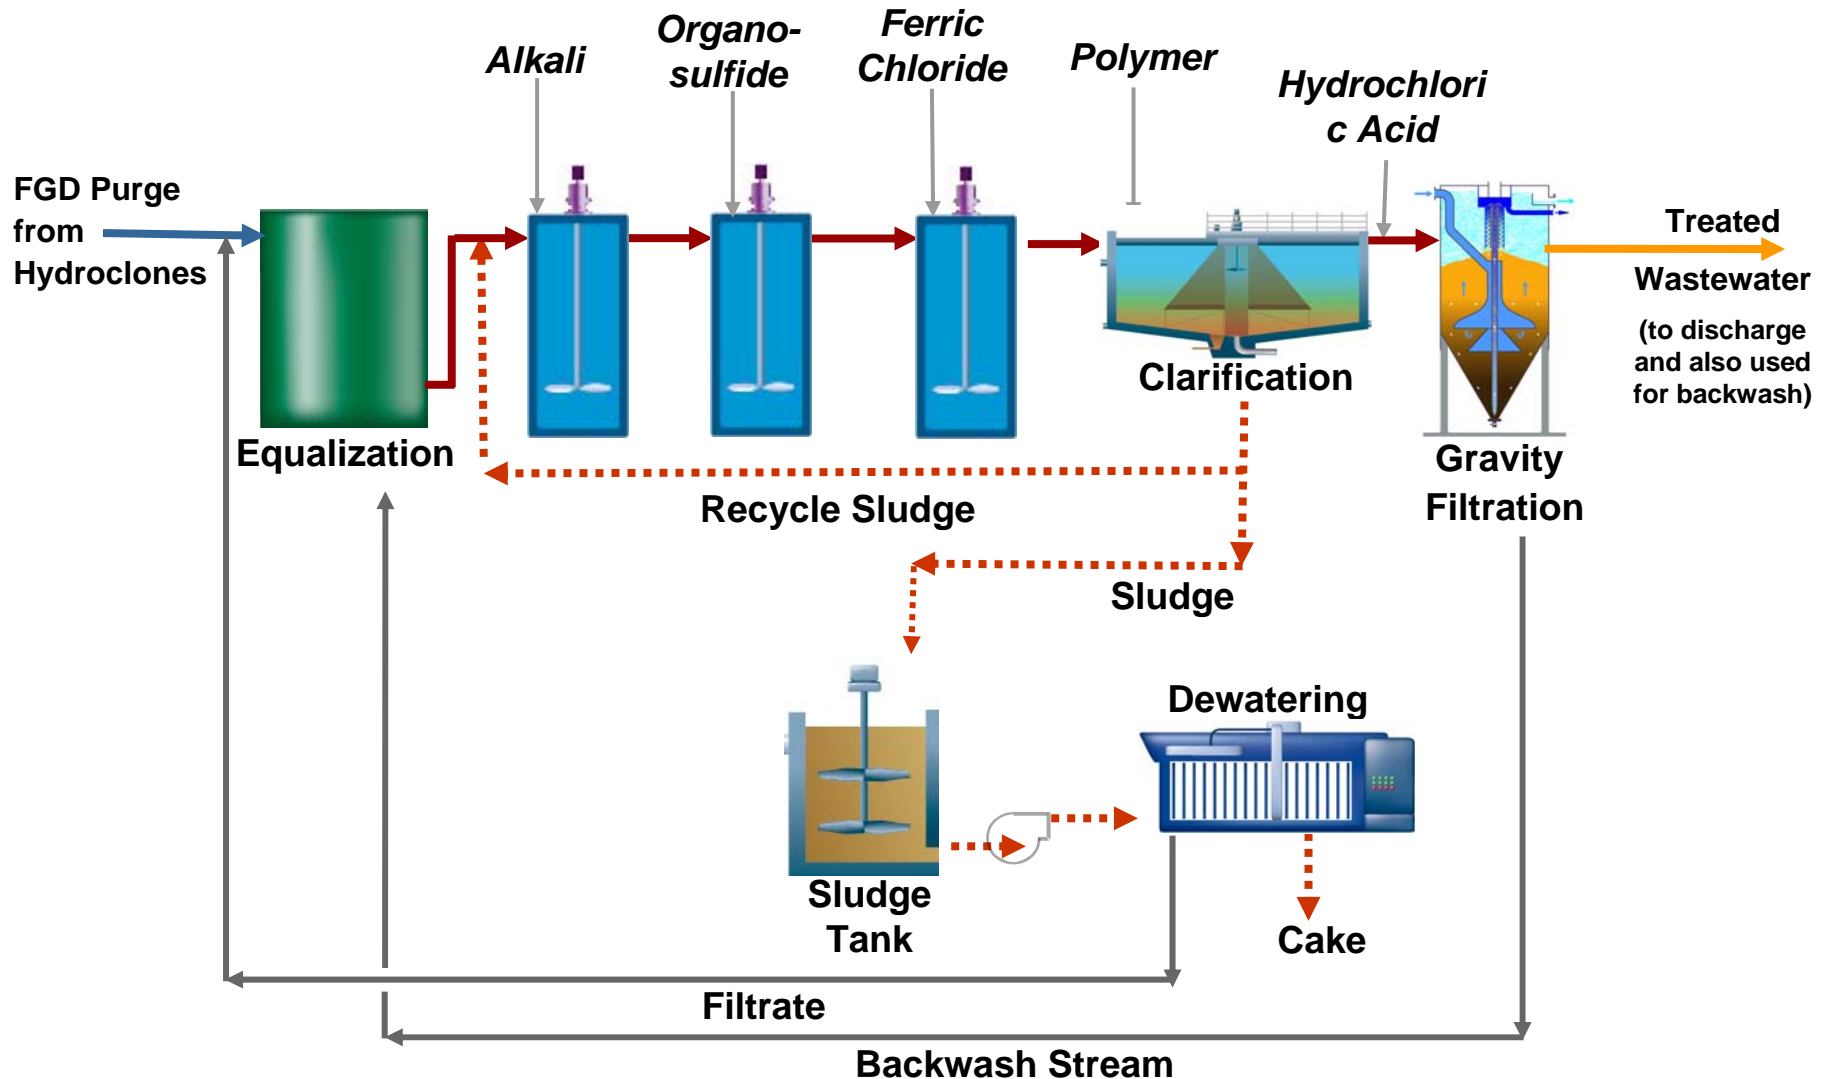 Alkali
Organo-
sulfide
Ferric
Chloride
Polymer
Hydrochlori
c Acid
FGD Purge
from
Hydroclones
Treated
Wastewater
(to discharge
and also used
for backwash)
Equalization
Clarification
Gravity
Filtration
Recycle Sludge
Sludge
Dewatering
Sludge
Tank
Cake
Filtrate
Backwash Stream